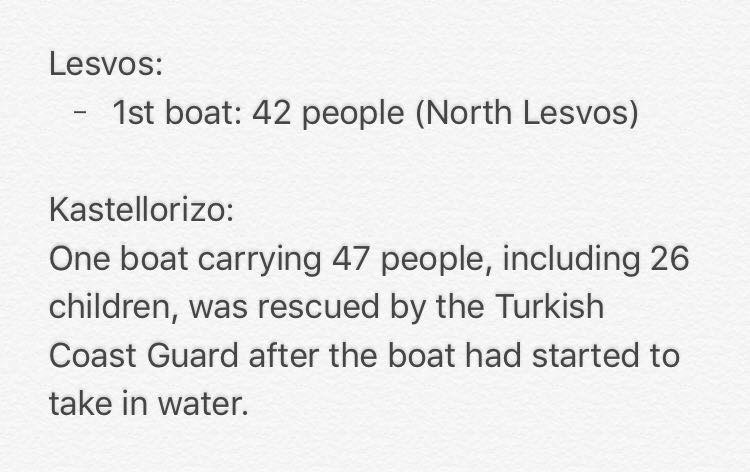 Lesvos:
- 1st boat: 42 people (North Lesvos)
Kastellorizo:
One boat carrying 47 people, including 26
children, was rescued by the Turkish
Coast Guard after the boat had started to
take in water.